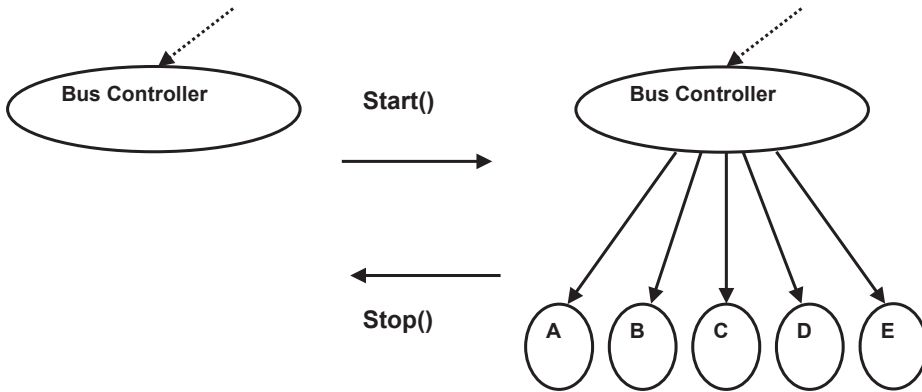 Bus Controller
Start()
Bus Controller
Stop()
A B C D E